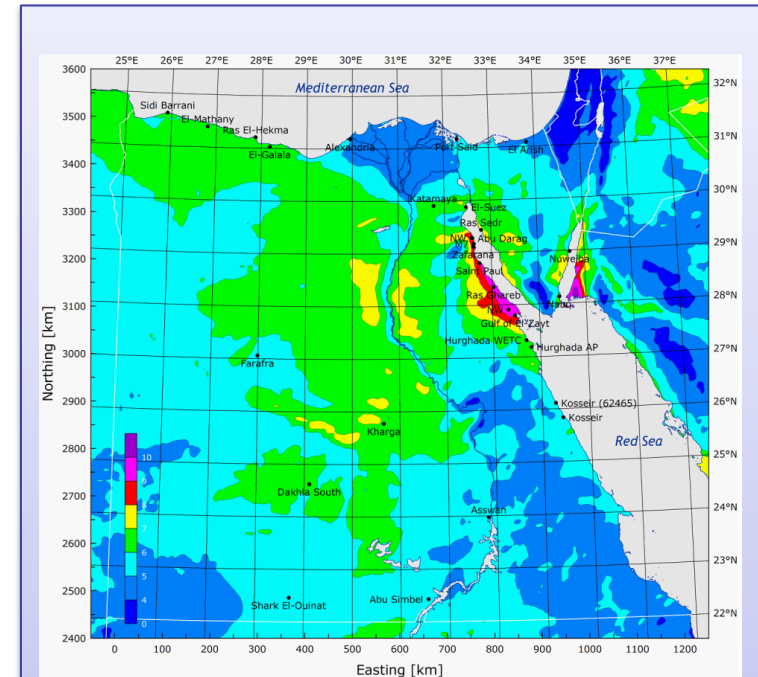 25°E 26°E 27°E 28°E 29°E 30°E 31°E 32°E 33°E 34°E 35°E 36°E 37°E
3600
Mediterranean Sea
32°N
Sidi Barrani
3500
El-Mathany
Ras El-Hekma
Alexandria
Port Said
El Arish
31°N
El-Galala
3400
30°N
Katamaya
3300
El-Suez
Ras Sedr
NW
Abu Darag
29°N
3200
Zafarana
Nuweiba
Saint Paul
28°N
3100
Ras Ghareb
Nabq
NW
Gulf of El-Zayt
Hurghada WETC
Hurghada AP
27°N
3000
Farafra
2900
Kosseir (62465)
26°N
Kosseir
Kharga
Red Sea
2800
25°N
10
9
2700
Dakhla South
8
24°N
7
Asswan
6
2600
5
23°N
4
2500
Shark El-Ouinat
Abu Simbel
0
22°N
2400
0 100 200 300 400 500 600 700 800 900 1000 1100 1200
Northing [km]
Easting [km]